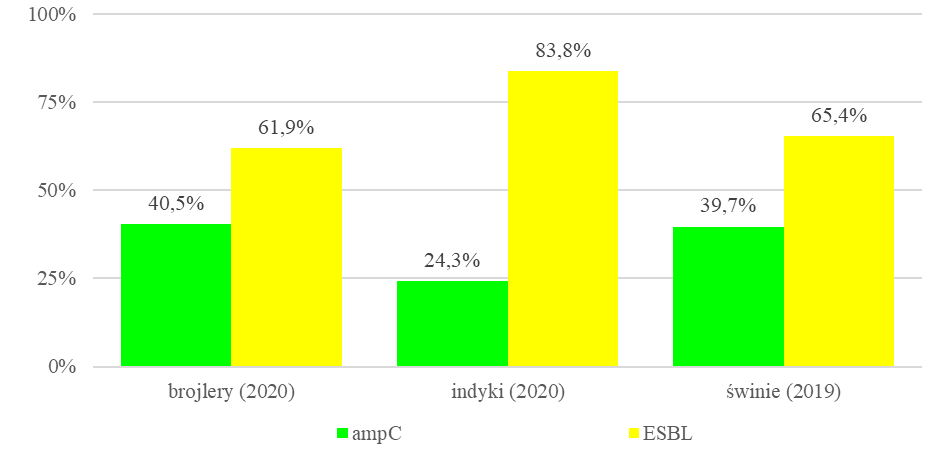 100%
83,8%
75%
61,9%
65,4%
50%
40,5%
39,7%
24,3%
25%
0%
brojlery (2020)
indyki (2020)
świnie (2019)
ampC
ESBL